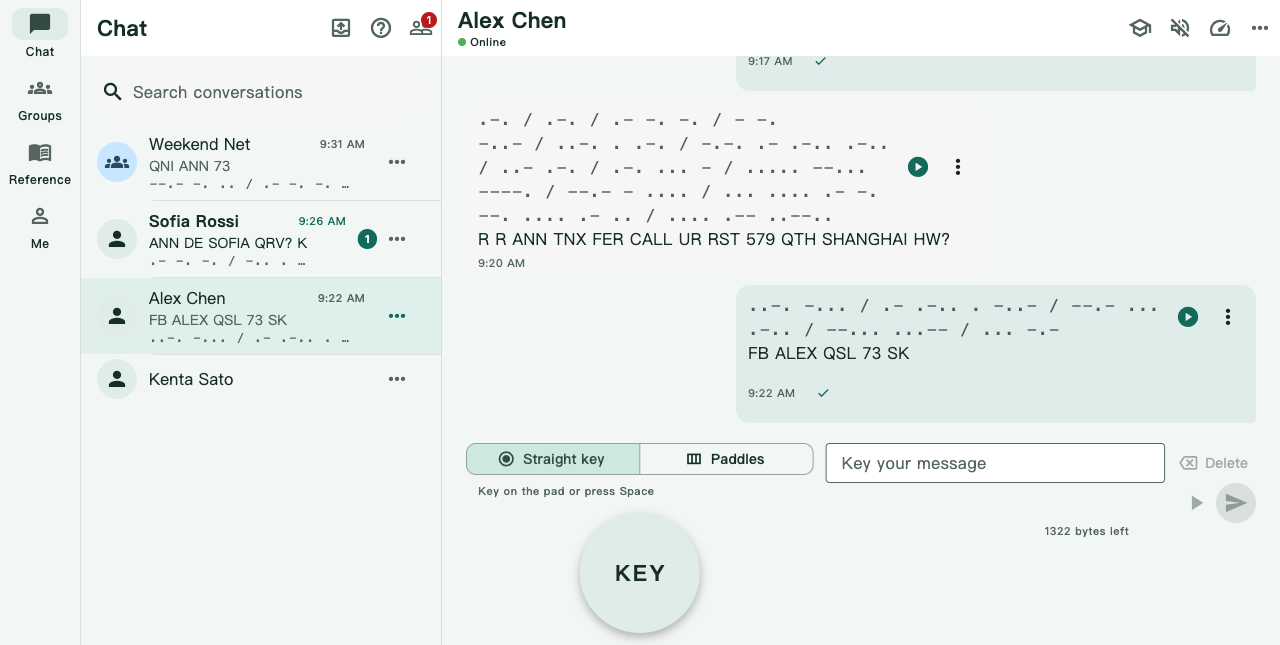 Chat
Groups
Reference
Me
Chat
1
Search conversations
Weekend Net
9:31 AM
QNI ANN 73
--.- -. .. / .- -. -. …
Sofia Rossi
9:26 AM
ANN DE SOFIA QRV? K
1
.- -. -. / -.. . …
Alex Chen
9:22 AM
FB ALEX QSL 73 SK
..-. -... / .- .-.. . …
Kenta Sato
Alex Chen
Online
9:17 AM
.-. / .-. / .- -. -. / - -.
-..- / ..-. . .-. / -.-. .- .-.. .-..
/ ..- .-. / .-. ... - / ..... --...
----. / --.- - .... / ... .... .- -.
--. .... .- .. / .... .-- ..--..
R R ANN TNX FER CALL UR RST 579 QTH SHANGHAI HW?
9:20 AM
..-. -... / .- .-.. . -..- / --.- ...
.-.. / --... ...-- / ... -.-
FB ALEX QSL 73 SK
9:22 AM
Straight key
Paddles
Key your message
Delete
Key on the pad or press Space
1322 bytes left
KEY